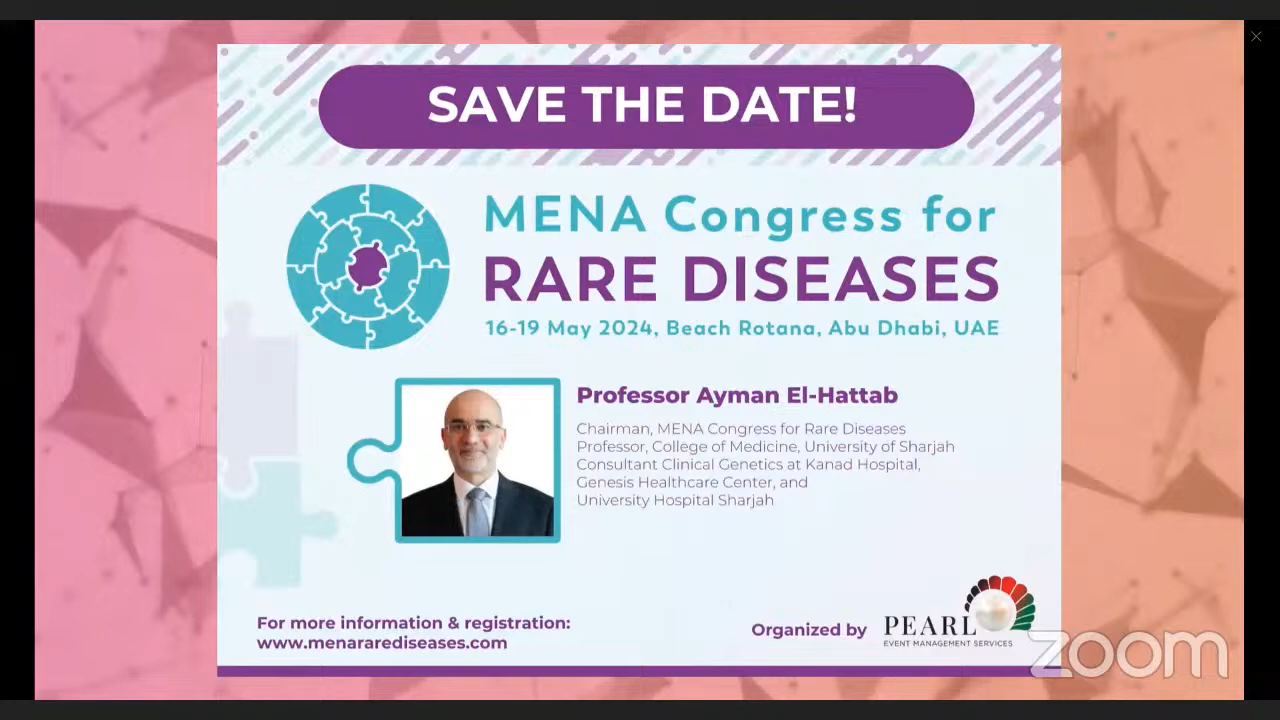 SAVE THE DATE!
MENA Congress for
RARE DISEASES
16-19 May 2024, Beach Rotana, Abu Dhabi, UAE
Professor Ayman El-Hattab
Chairman, MENA Congress for Rare Diseases
Professor, College of Medicine, University of Sharjah
Consultant Clinical Genetics at Kanad Hospital,
Genesis Healthcare Center, and
University Hospital Sharjah
For more information & registration:
www.menararediseases.com
Organized by
PEARL
EVENT MANAGEMENT SERVICES
zoom